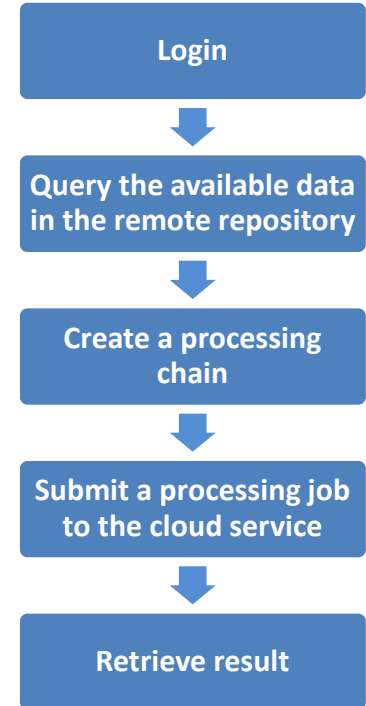 Login
Query the available data
in the remote repository
Create a processing
chain
Submit a processing job
to the cloud service
Retrieve result